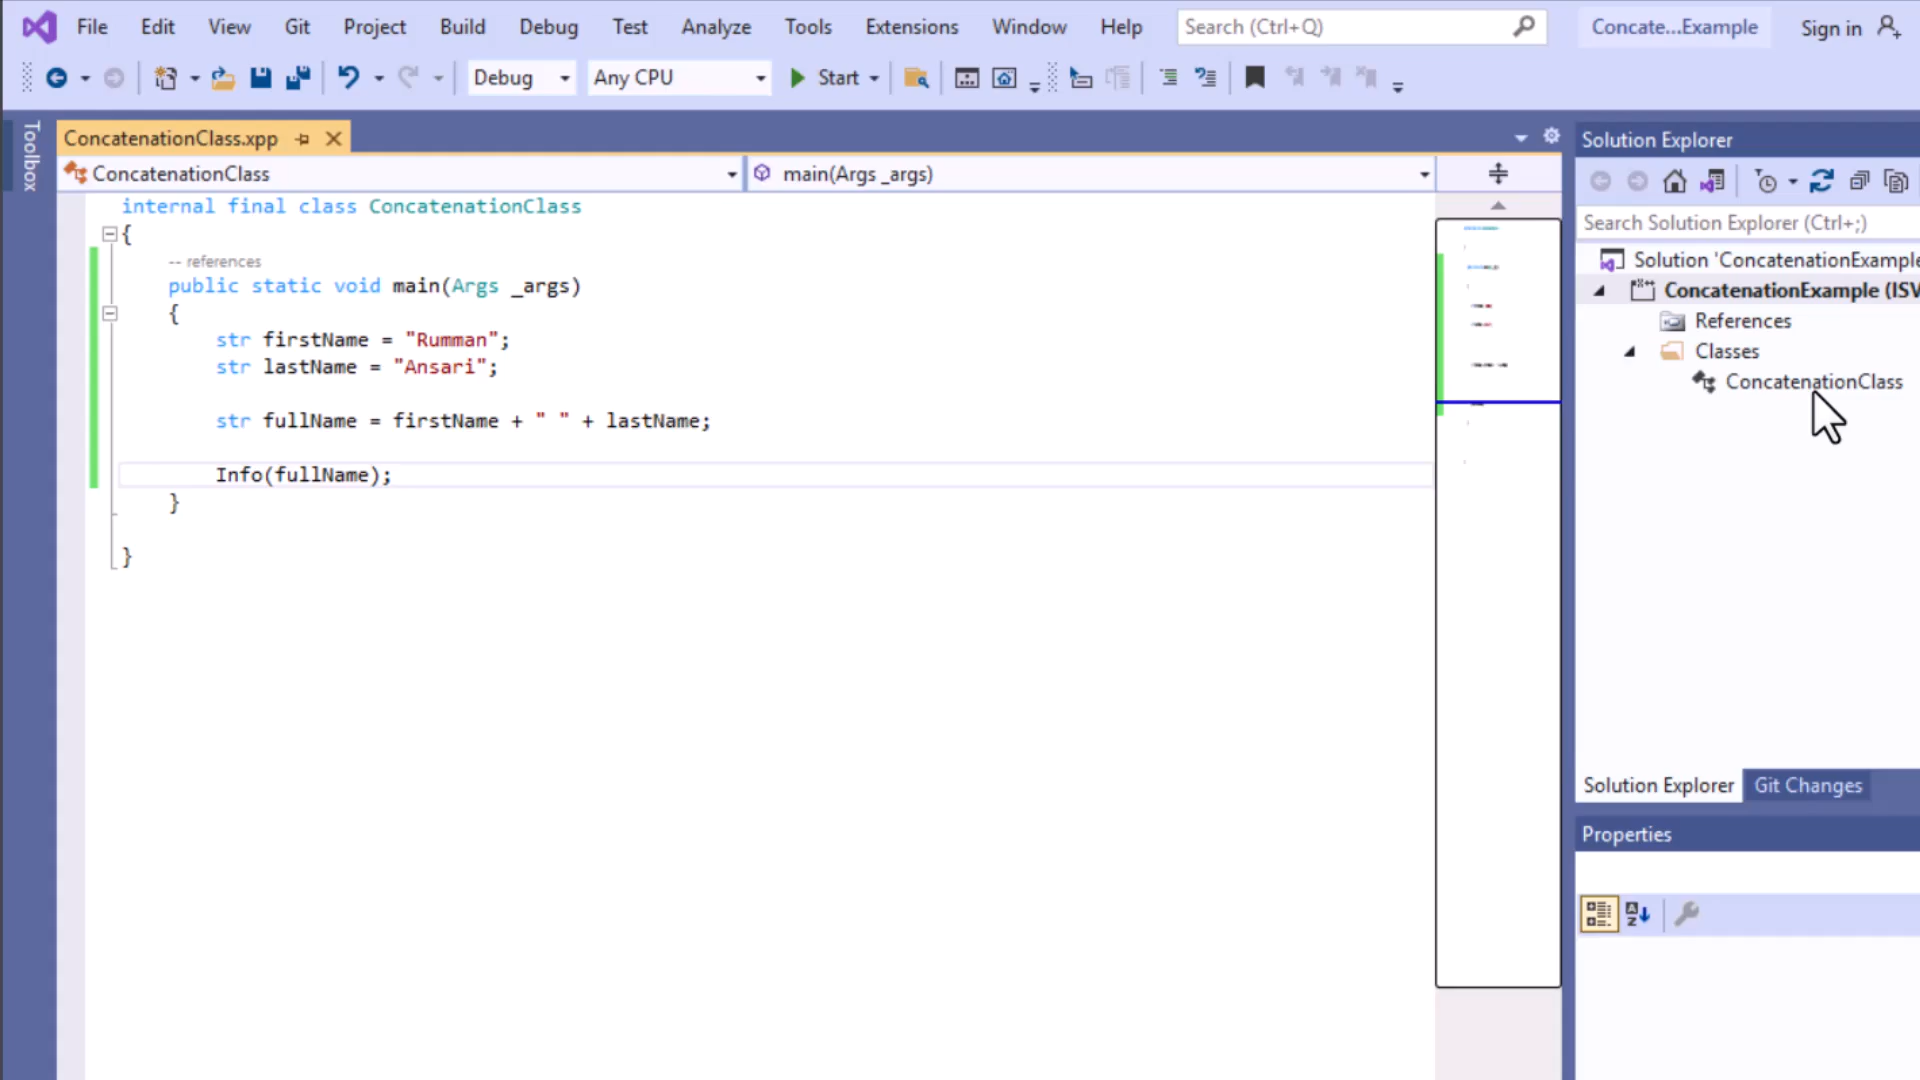 File Edit View Git Project Build Debug Test Analyze Tools Extensions Window Help Search (Ctrl+Q) Concate...Example Sign in
Debug Any CPU Start
Toolbox
ConcatenationClass.xpp
ConcatenationClass main(Args _args)
internal final class ConcatenationClass
{
-- references
public static void main(Args _args)
{
str firstName = "Rumman";
str lastName = "Ansari";
str fullName = firstName + " " + lastName;
Info(fullName);
}
}
Solution Explorer
Search Solution Explorer (Ctrl+;)
Solution 'ConcatenationExample
ConcatenationExample (ISV
References
Classes
ConcatenationClass
Solution Explorer Git Changes
Properties